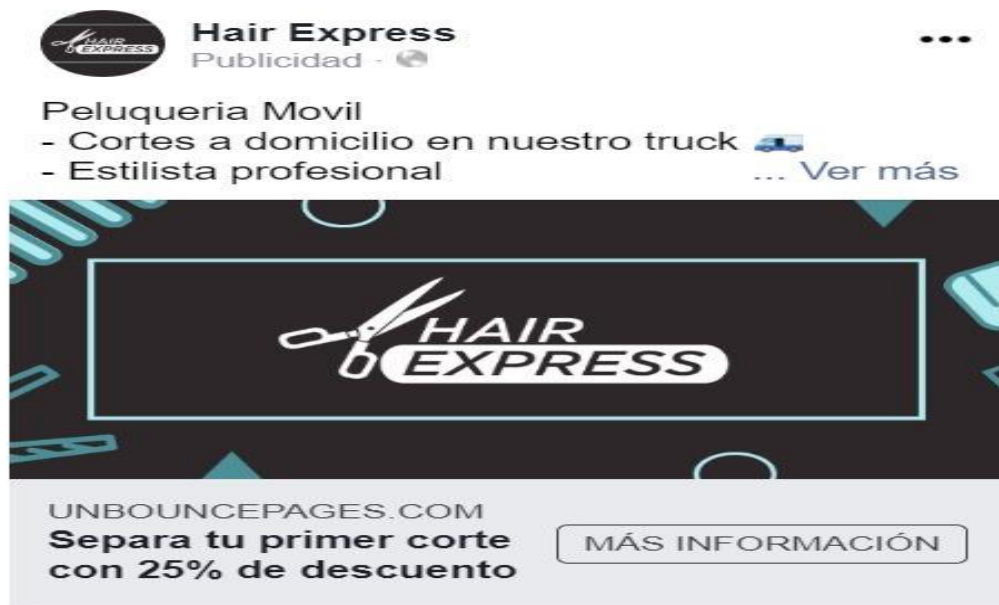 HAIR
EXPRESS
Hair Express
Publicidad ·
Peluqueria Movil
- Cortes a domicilio en nuestro truck
- Estilista profesional
... Ver más
HAIR
EXPRESS
UNBOUNCEPAGES.COM
Separa tu primer corte
con 25% de descuento
MÁS INFORMACIÓN